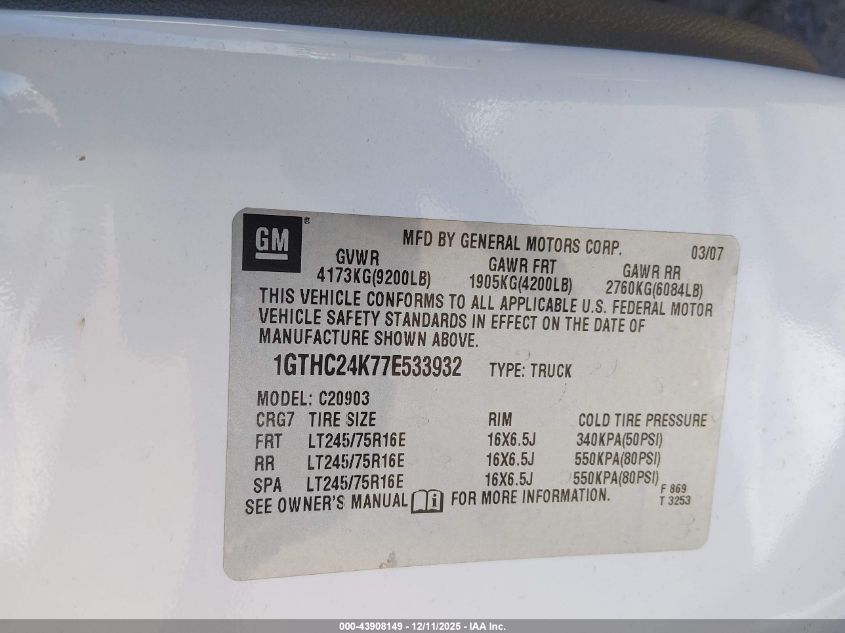 GM ® MFD BY GENERAL MOTORS CORP. 03/07
GVWR GAWR FRT GAWR RR
4173KG(9200LB) 1905KG(4200LB) 2760KG(6084LB)
THIS VEHICLE CONFORMS TO ALL APPLICABLE U.S. FEDERAL MOTOR
VEHICLE SAFETY STANDARDS IN EFFECT ON THE DATE OF
MANUFACTURE SHOWN ABOVE.
1GTHC24K77E533932 TYPE: TRUCK
MODEL: C20903
CRG7 TIRE SIZE RIM COLD TIRE PRESSURE
FRT LT245/75R16E 16X6.5J 340KPA(50PSI)
RR LT245/75R16E 16X6.5J 550KPA(80PSI)
SPA LT245/75R16E 16X6.5J 550KPA(80PSI)
SEE OWNER'S MANUAL i FOR MORE INFORMATION.
F 869
T 3253
000-43908149 - 12/11/2025 - IAA Inc.